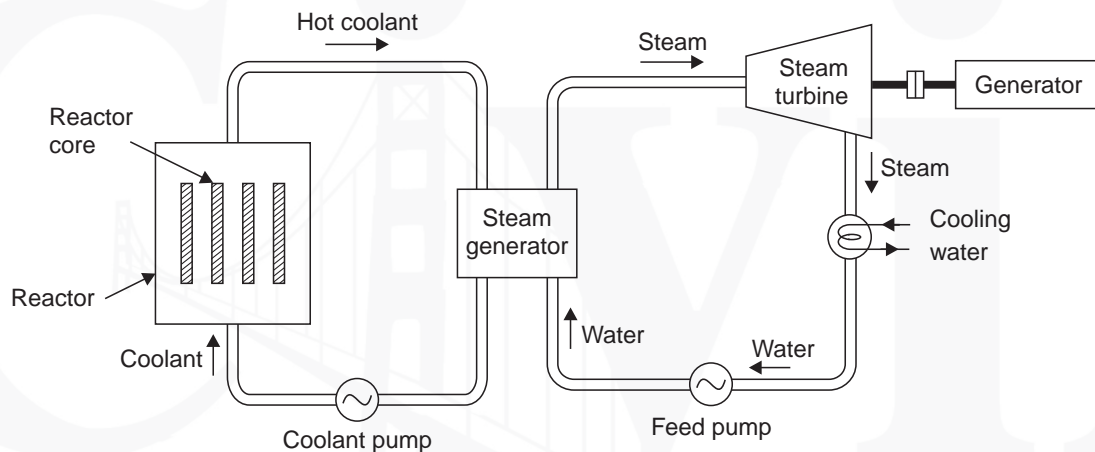 Hot coolant
Steam
Steam
turbine
Generator
Reactor
core
Steam
Steam
generator
Cooling
water
Reactor
Coolant
Water
Water
Coolant pump
Feed pump